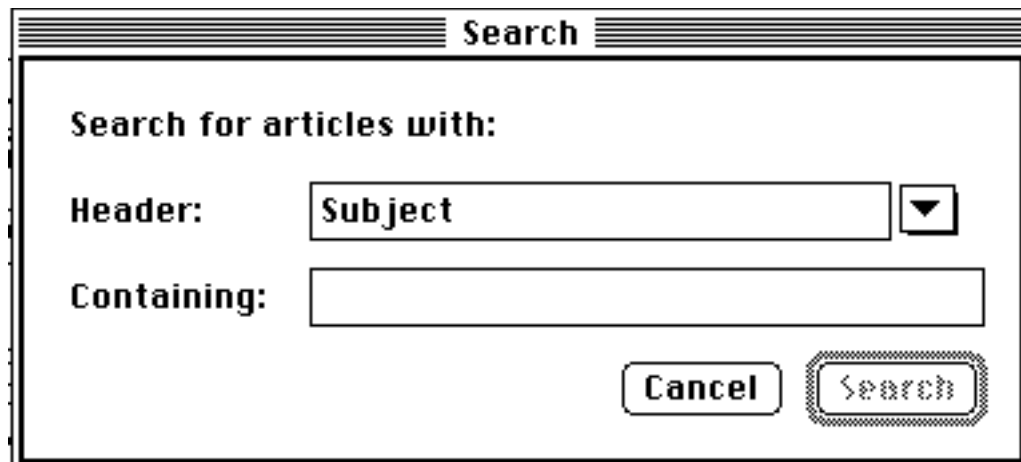 Search
Search for articles with:
Header: Subject
Containing:
Cancel Search